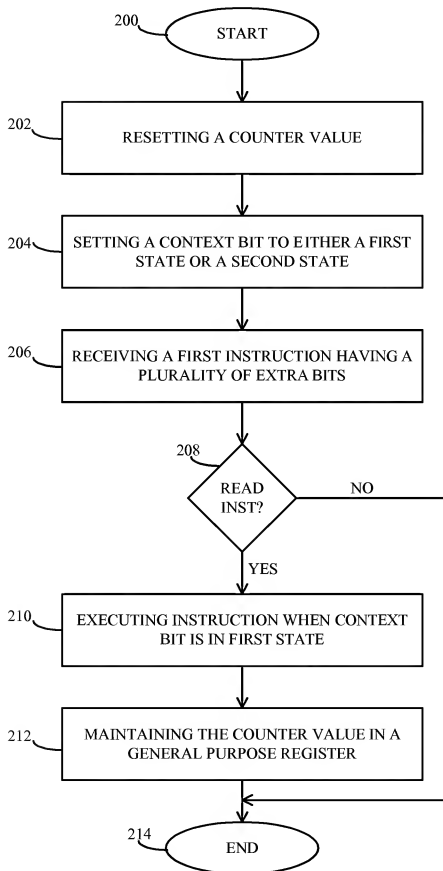 200
START
202
RESETTING A COUNTER VALUE
204
SETTING A CONTEXT BIT TO EITHER A FIRST
STATE OR A SECOND STATE
206
RECEIVING A FIRST INSTRUCTION HAVING A
PLURALITY OF EXTRA BITS
208
READ
INST?
NO
YES
210
EXECUTING INSTRUCTION WHEN CONTEXT
BIT IS IN FIRST STATE
212
MAINTAINING THE COUNTER VALUE IN A
GENERAL PURPOSE REGISTER
214
END